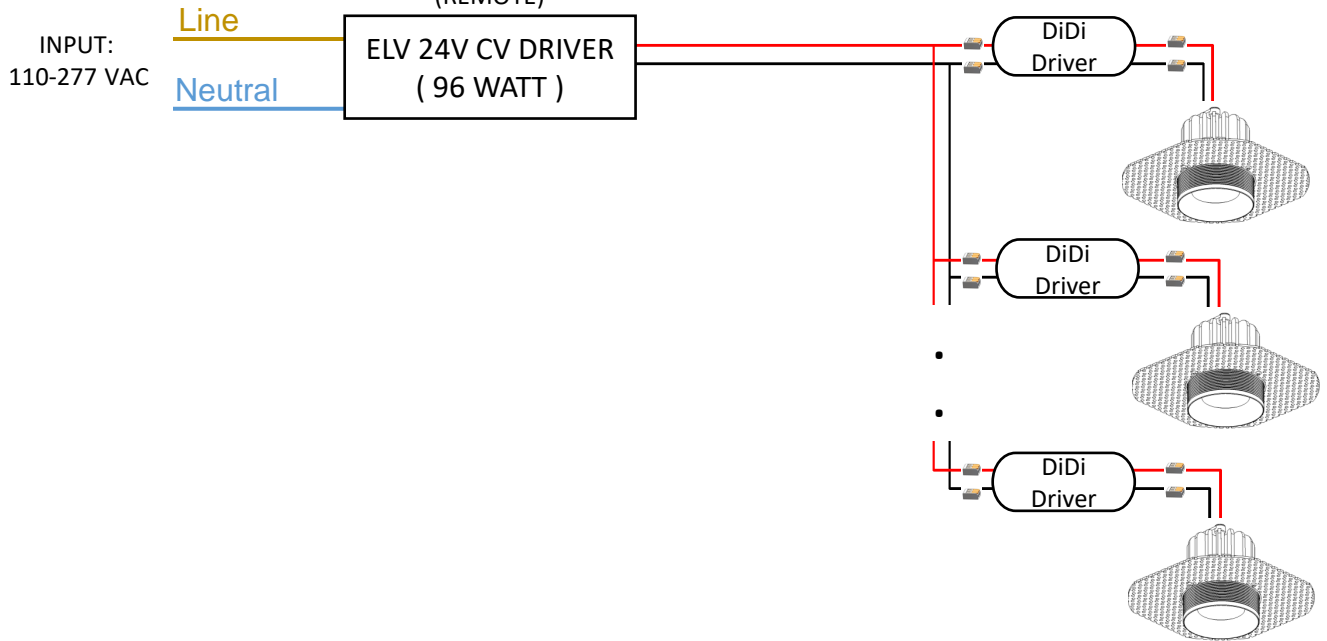 (REMOTE)
Line
INPUT:
110-277 VAC
Neutral
ELV 24V CV DRIVER
( 96 WATT )
DiDi
Driver
DiDi
Driver
DiDi
Driver